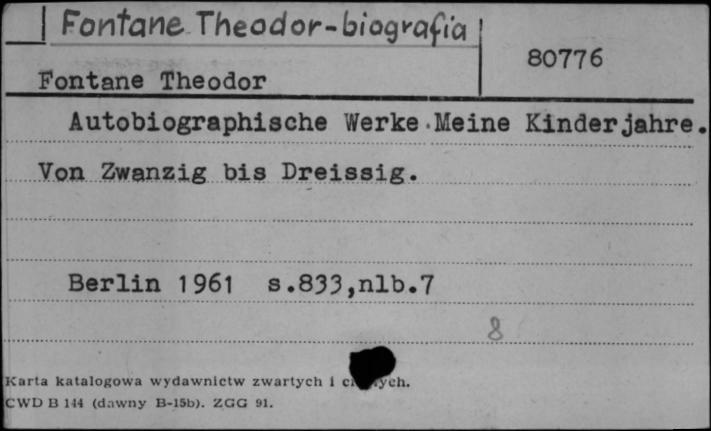 Fontane Theodor-biografia
80776
Fontane Theodor
Autobiographische Werke.Meine Kinderjahre.
Von Zwanzig bis Dreissig.
Berlin 1961 s.833,nlb.7
8
Karta katalogowa wydawnictw zwartych i
CWD B 144 (dawny B-15b). ZGG 91.